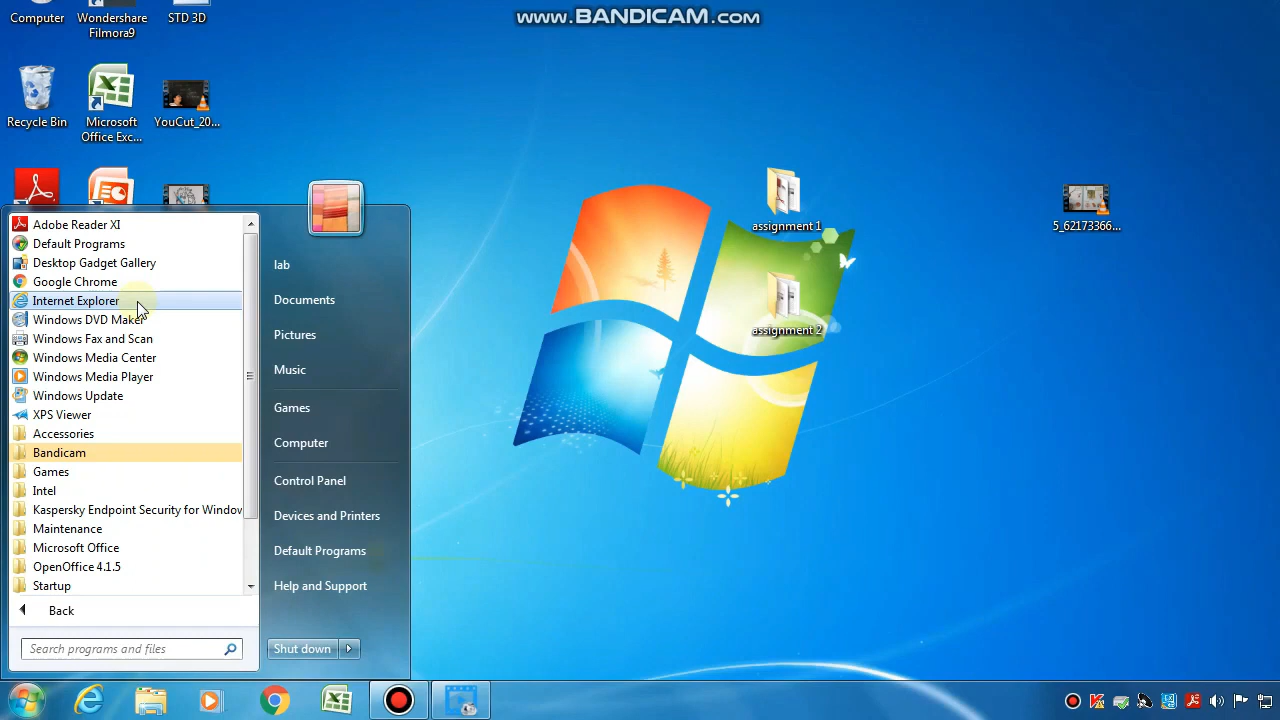 www.BANDICAM.com
Computer
Wondershare
Filmora9
STD 3D
Recycle Bin
Microsoft
Office Exc...
YouCut_20...
assignment 1
5_62173366...
assignment 2
Adobe Reader XI
Default Programs
Desktop Gadget Gallery
Google Chrome
Internet Explorer
Windows DVD Maker
Windows Fax and Scan
Windows Media Center
Windows Media Player
Windows Update
XPS Viewer
Accessories
Bandicam
Games
Intel
Kaspersky Endpoint Security for Window
Maintenance
Microsoft Office
OpenOffice 4.1.5
Startup
Back
Search programs and files
lab
Documents
Pictures
Music
Games
Computer
Control Panel
Devices and Printers
Default Programs
Help and Support
Shut down